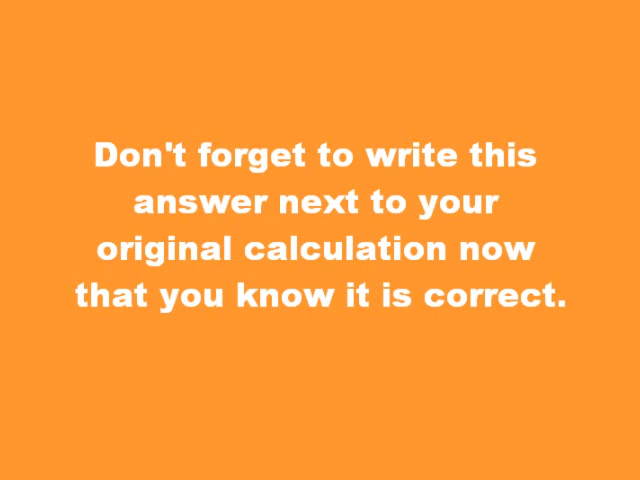 Don't forget to write this
answer next to your
original calculation now
that you know it is correct.